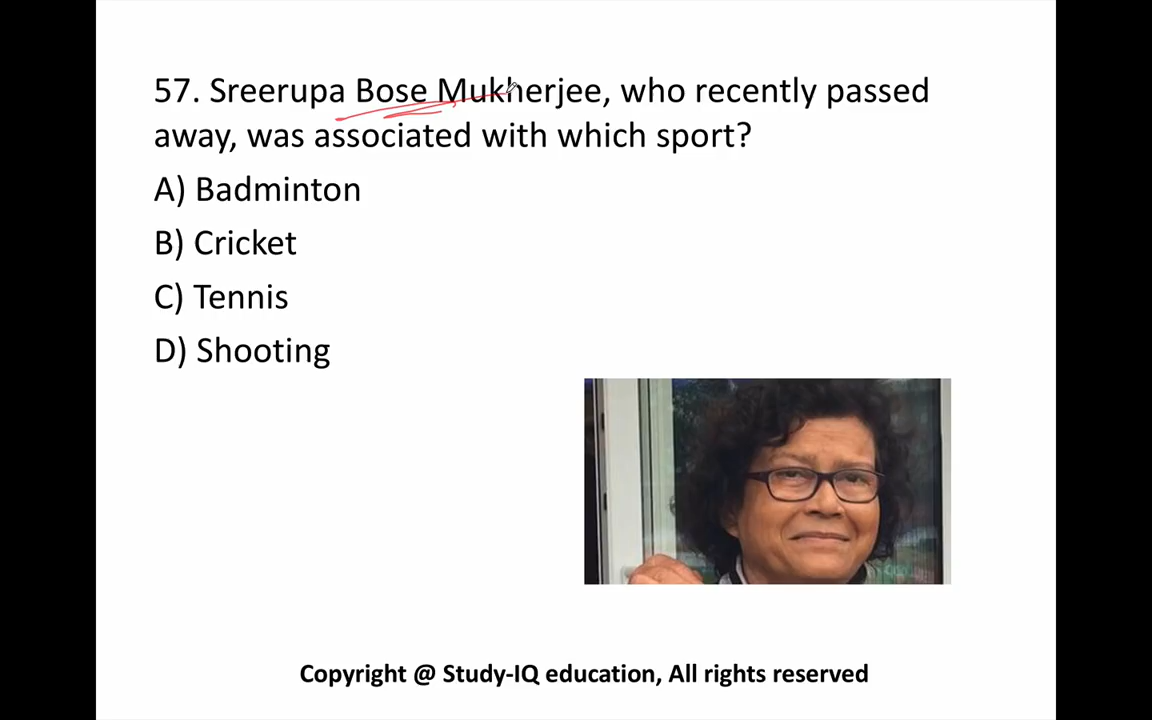 57. Sreerupa Bose Mukherjee, who recently passed
away, was associated with which sport?
A) Badminton
B) Cricket
C) Tennis
D) Shooting
Copyright @ Study-IQ education, All rights reserved